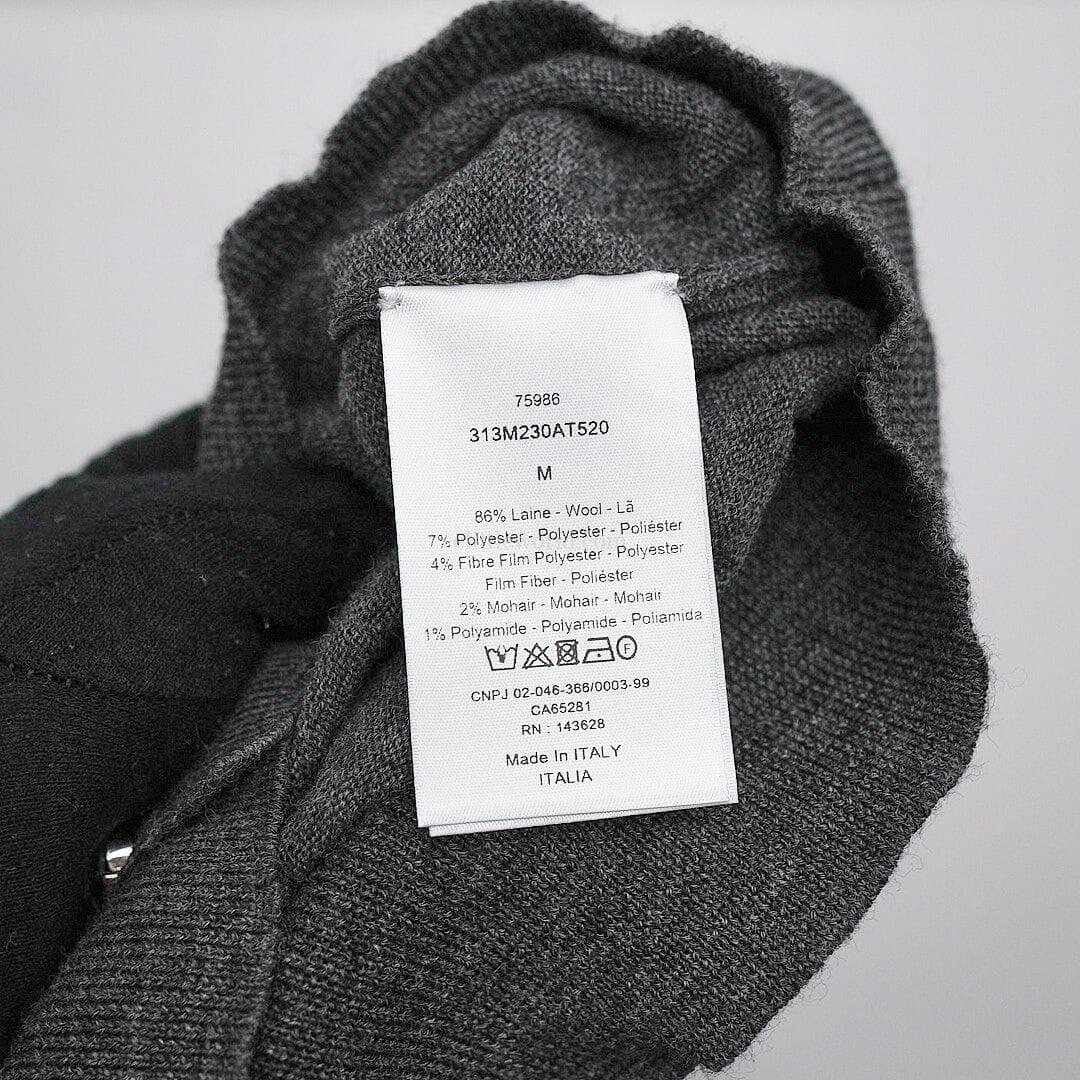 75986
313M230AT520
M
86% Laine - Wool - Lã
7% Polyester - Polyester - Poliéster
4% Fibre Film Polyester - Polyester
Film Fiber - Poliéster
2% Mohair - Mohair - Mohair
1% Polyamide - Polyamide - Poliamida
F
CNPJ 02-046-366/0003-99
CA65281
RN : 143628
Made In ITALY
ITALIA